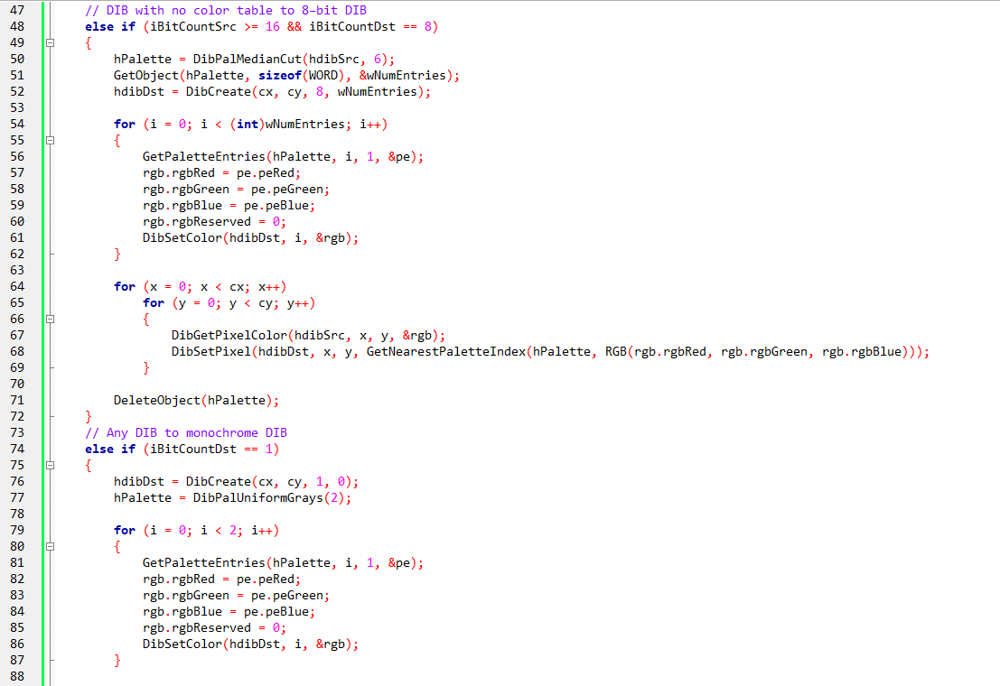 47 // DIB with no color table to 8-bit DIB
48 else if (iBitCountSrc >= 16 && iBitCountDst == 8)
49 {
50 hPalette = DibPalMedianCut(hdibSrc, 6);
51 GetObject(hPalette, sizeof(WORD), &wNumEntries);
52 hdibDst = DibCreate(cx, cy, 8, wNumEntries);
53
54 for (i = 0; i < (int)wNumEntries; i++)
55 {
56 GetPaletteEntries(hPalette, i, 1, &pe);
57 rgb.rgbRed = pe.peRed;
58 rgb.rgbGreen = pe.peGreen;
59 rgb.rgbBlue = pe.peBlue;
60 rgb.rgbReserved = 0;
61 DibSetColor(hdibDst, i, &rgb);
62 }
63
64 for (x = 0; x < cx; x++)
65 for (y = 0; y < cy; y++)
66 {
67 DibGetPixelColor(hdibSrc, x, y, &rgb);
68 DibSetPixel(hdibDst, x, y, GetNearestPaletteIndex(hPalette, RGB(rgb.rgbRed, rgb.rgbGreen, rgb.rgbBlue)));
69 }
70
71 DeleteObject(hPalette);
72 }
73 // Any DIB to monochrome DIB
74 else if (iBitCountDst == 1)
75 {
76 hdibDst = DibCreate(cx, cy, 1, 0);
77 hPalette = DibPalUniformGrays(2);
78
79 for (i = 0; i < 2; i++)
80 {
81 GetPaletteEntries(hPalette, i, 1, &pe);
82 rgb.rgbRed = pe.peRed;
83 rgb.rgbGreen = pe.peGreen;
84 rgb.rgbBlue = pe.peBlue;
85 rgb.rgbReserved = 0;
86 DibSetColor(hdibDst, i, &rgb);
87 }
88